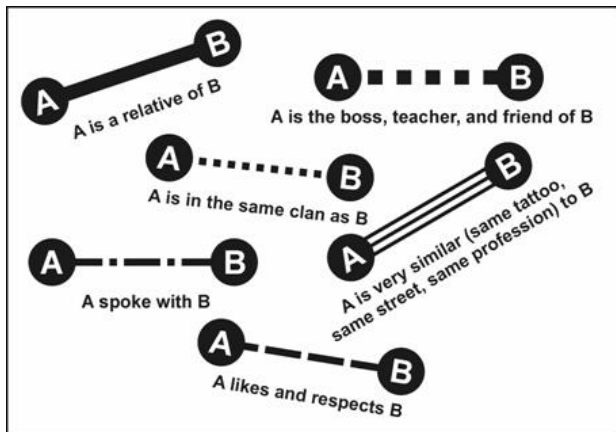 A B
A is a relative of B
A B
A is the boss, teacher, and friend of B
A B
A is in the same clan as B
A B
A is very similar (same tattoo,
same street, same profession) to B
A B
A spoke with B
A B
A likes and respects B